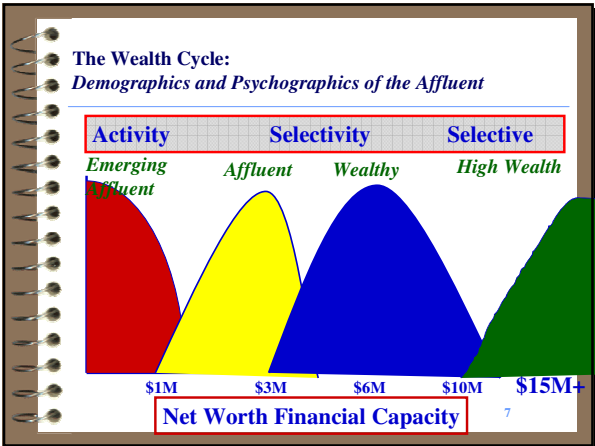 The Wealth Cycle:
Demographics and Psychographics of the Affluent
Activity Selectivity Selective
Emerging Affluent Wealthy High Wealth
Affluent
$1M $3M $6M $10M $15M+
Net Worth Financial Capacity 7